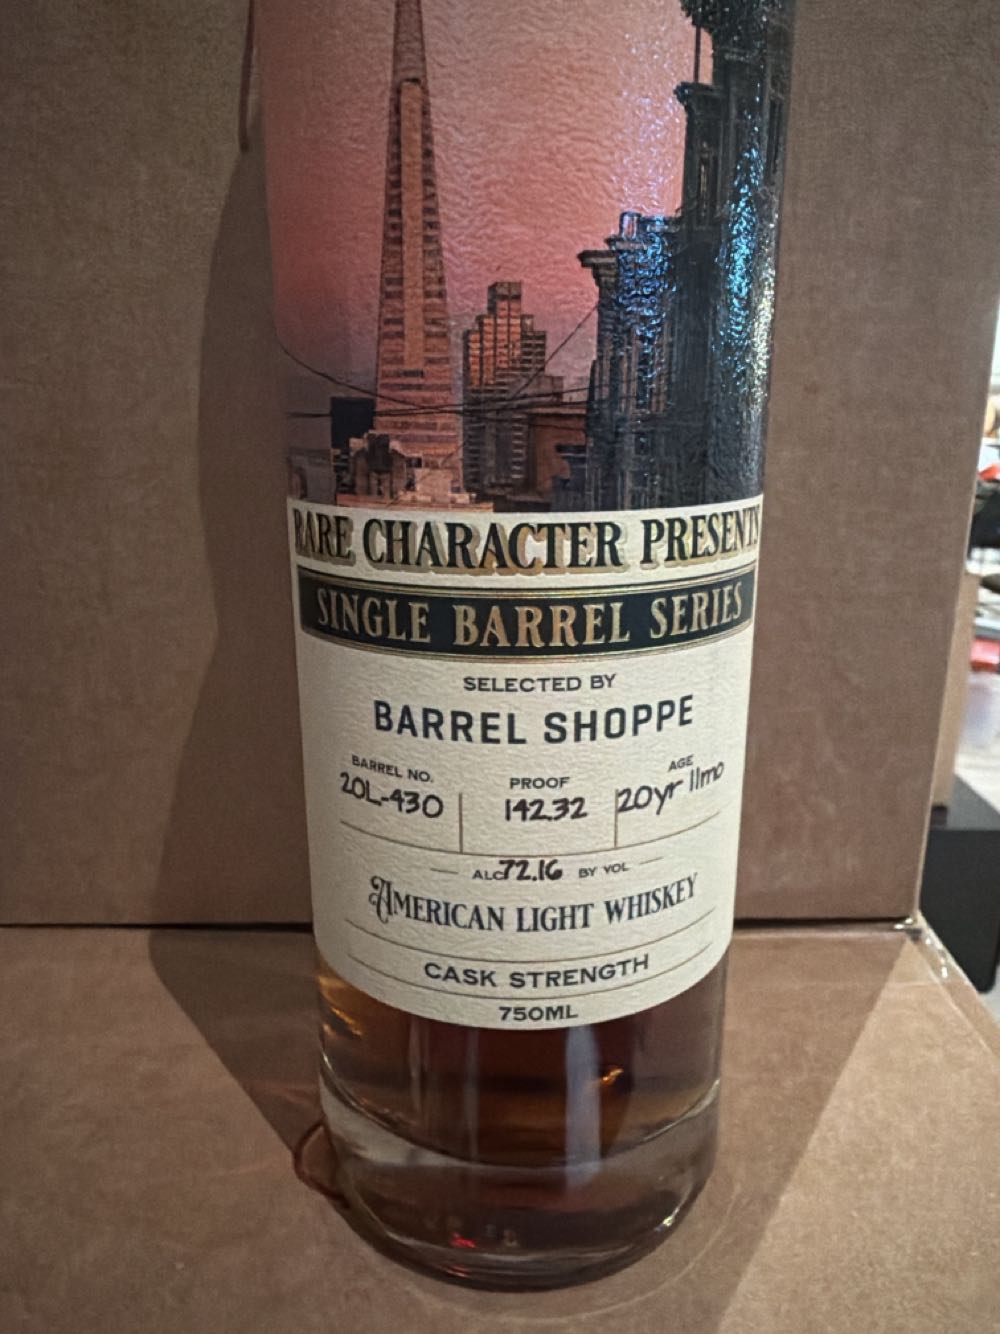 RARE CHARACTER PRESENTS
SINGLE BARREL SERIES
SELECTED BY
BARREL SHOPPE
BARREL NO. PROOF AGE
20L-430 142.32 20yr 11mo
ALC 72.16 BY VOL
AMERICAN LIGHT WHISKEY
CASK STRENGTH
750ML